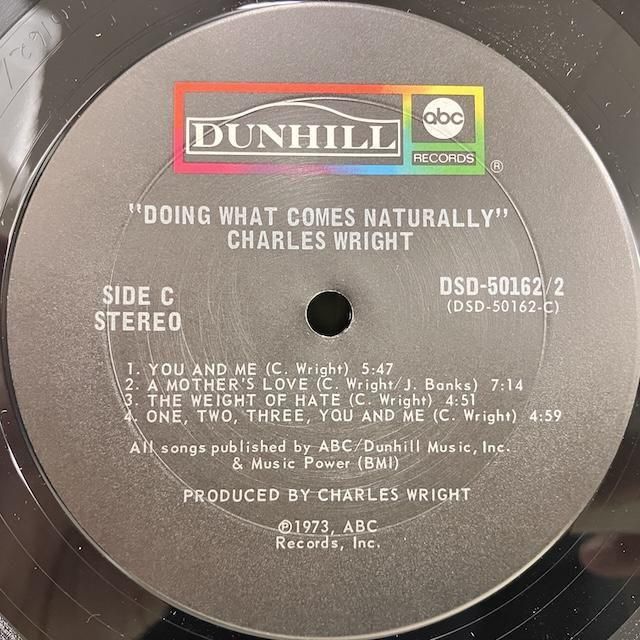 DUNHILL
abc
RECORDS
®
"DOING WHAT COMES NATURALLY"
CHARLES WRIGHT
SIDE C
STEREO
DSD-50162/2
(DSD-50162-C)
1. YOU AND ME (C. Wright) 5:47
2. A MOTHER'S LOVE (C. Wright/J. Banks) 7:14
3. THE WEIGHT OF HATE (C. Wright) 4:51
4. ONE, TWO, THREE, YOU AND ME (C. Wright) 4:59
All songs published by ABC/Dunhill Music, Inc.
& Music Power (BMI)
PRODUCED BY CHARLES WRIGHT
℗1973, ABC
Records, Inc.